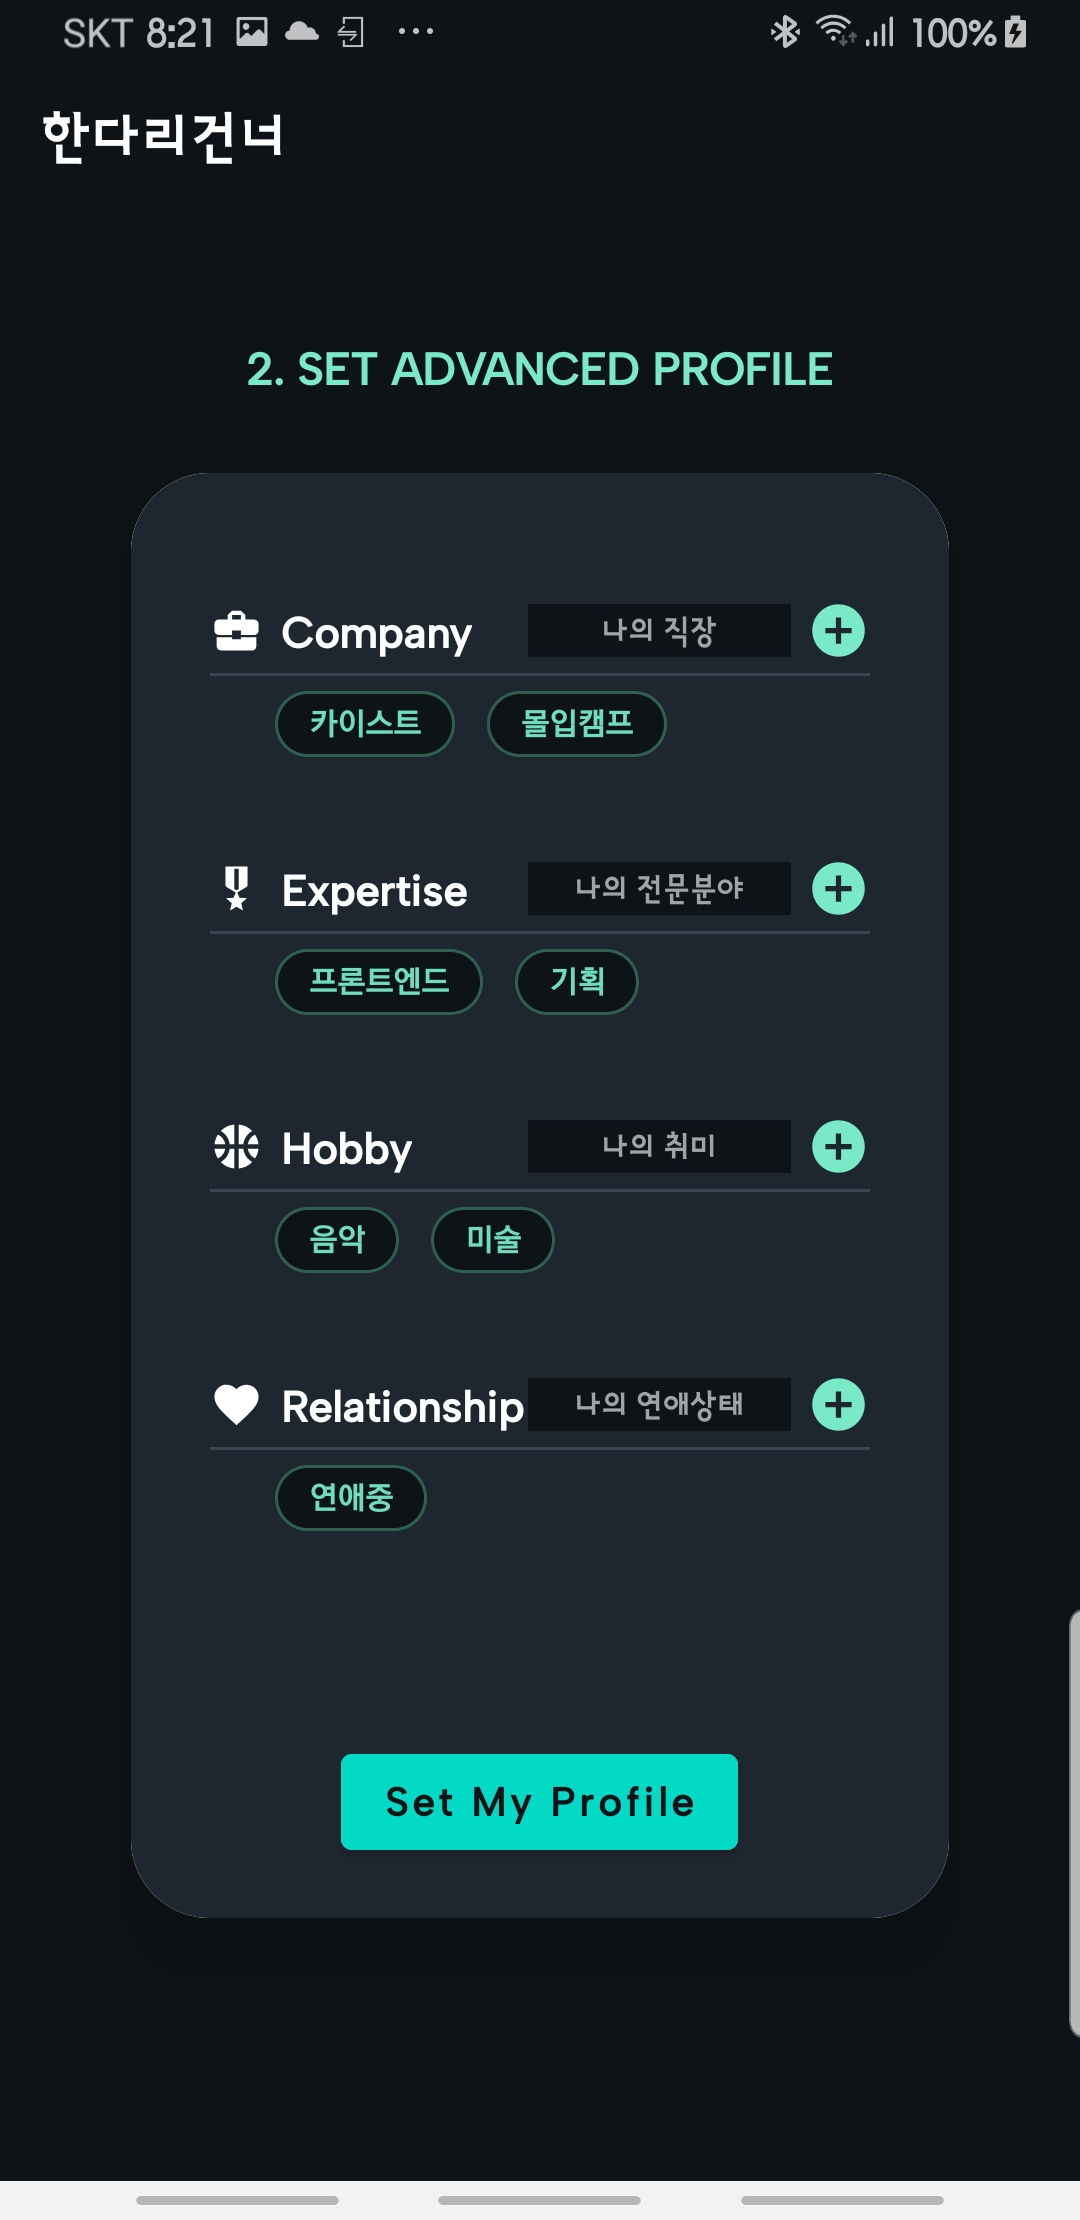 SKT 8:21 100%
한다리건너
2. SET ADVANCED PROFILE
Company 나의 직장
카이스트 몰입캠프
Expertise 나의 전문분야
프론트엔드 기획
Hobby 나의 취미
음악 미술
Relationship 나의 연애상태
연애중
Set My Profile